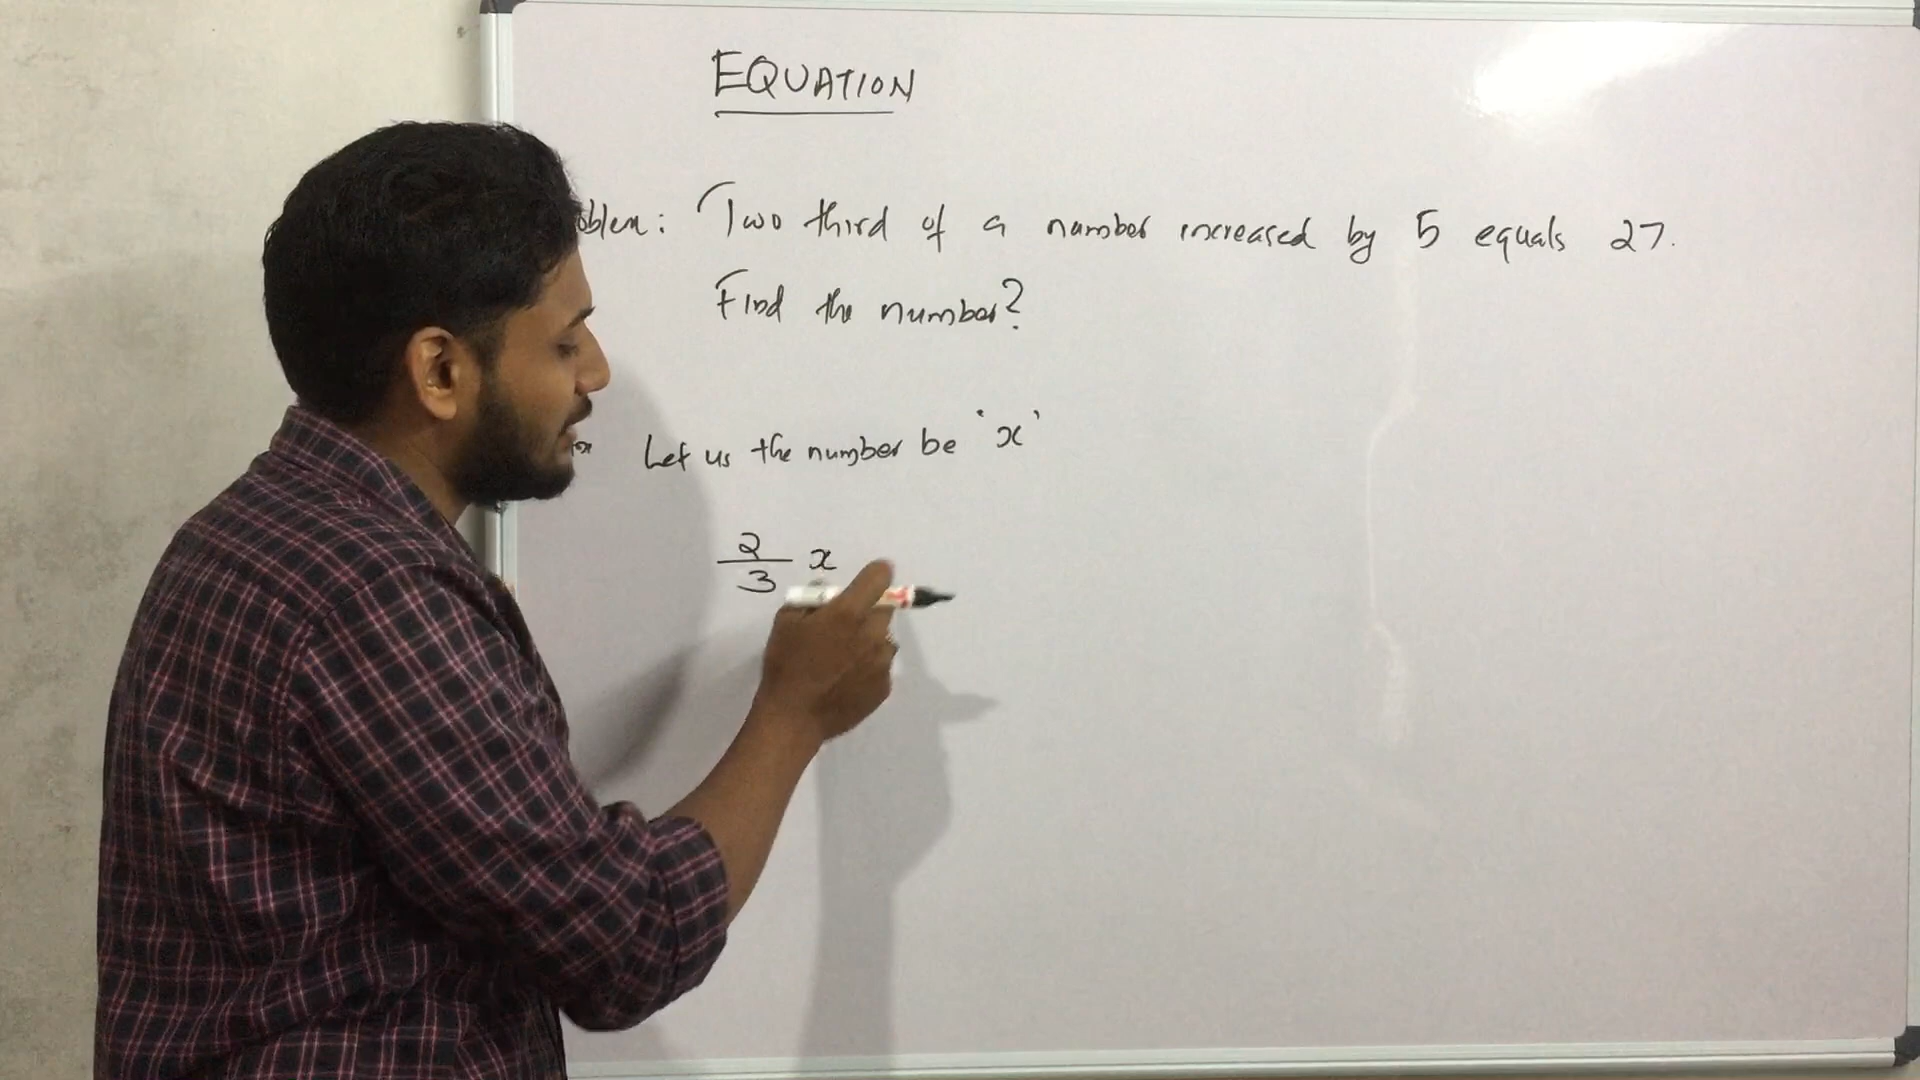 EQUATION
oblem: Two third of a number increased by 5 equals 27.
Find the number?
Let us the number be 'x'
2
3 x